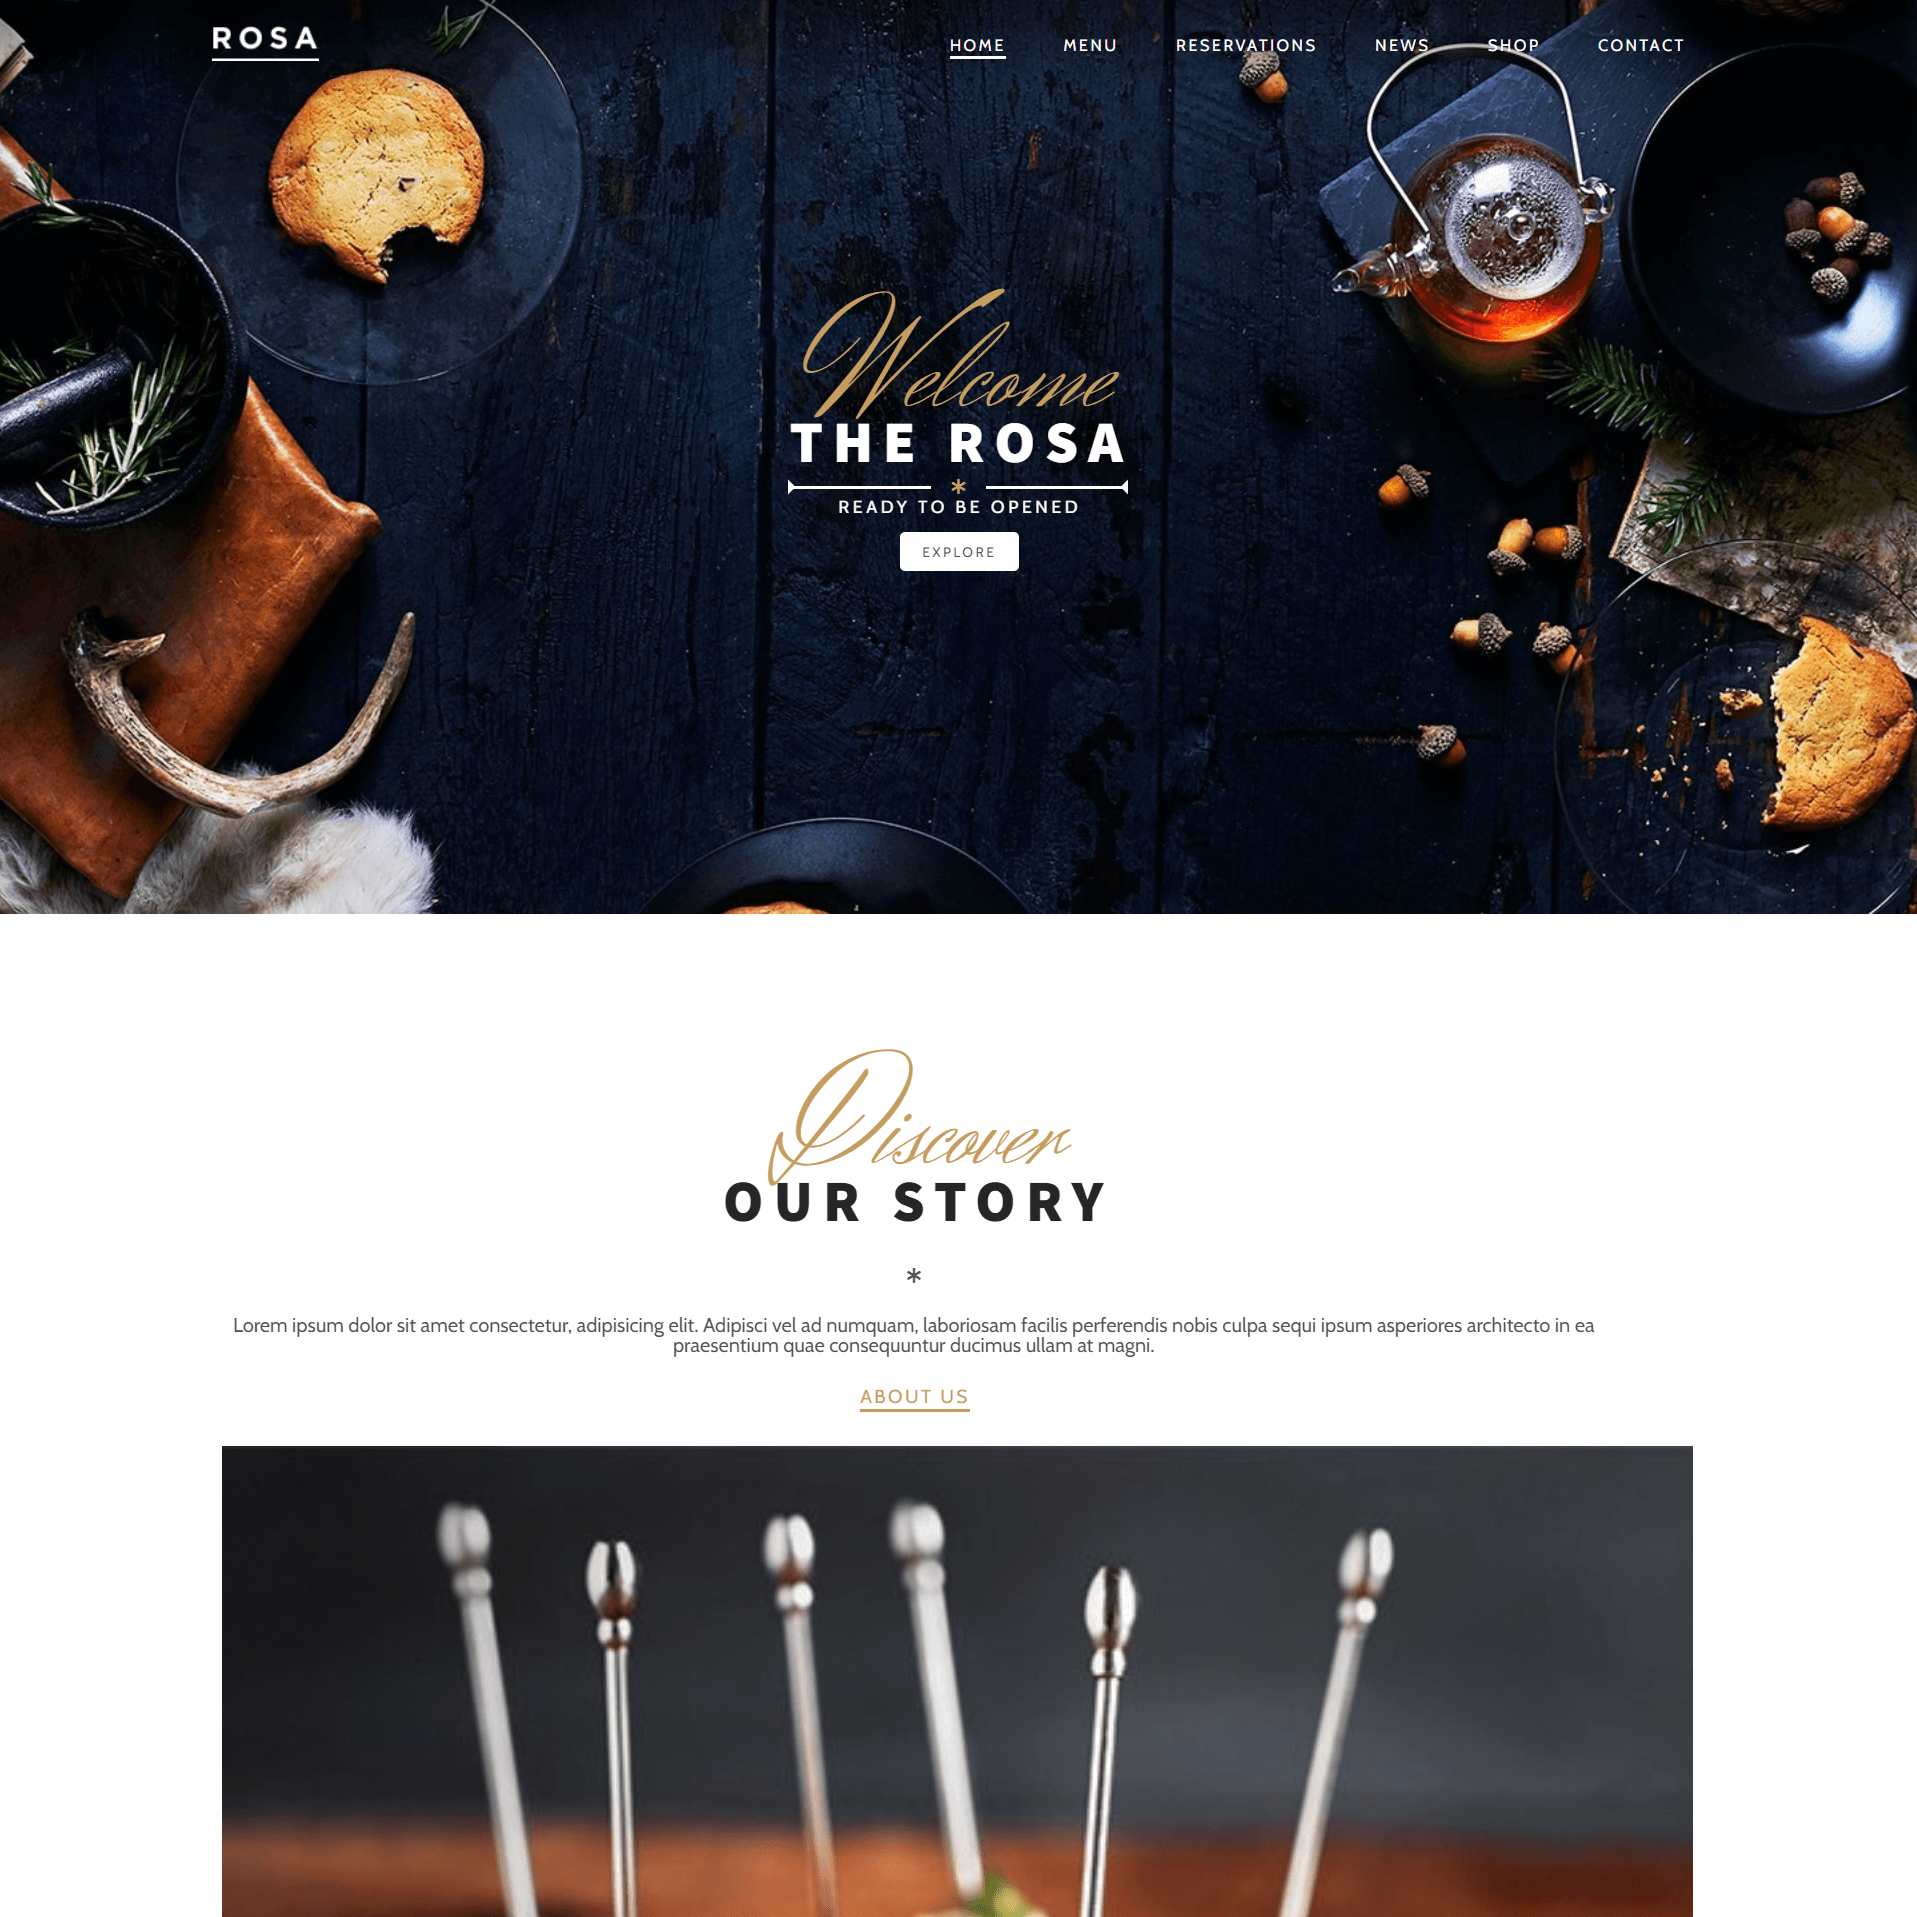 ROSA
HOME MENU RESERVATIONS NEWS SHOP CONTACT
Welcome
THE ROSA
*
READY TO BE OPENED
EXPLORE
Discover
OUR STORY
*
Lorem ipsum dolor sit amet consectetur, adipisicing elit. Adipisci vel ad numquam, laboriosam facilis perferendis nobis culpa sequi ipsum asperiores architecto in ea
praesentium quae consequuntur ducimus ullam at magni.
ABOUT US